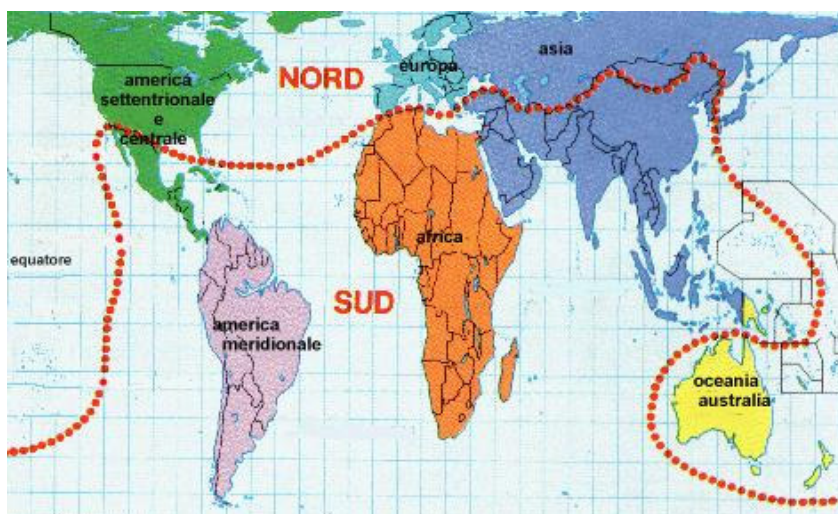 asia
europa
NORD
america
settentrionale
e
centrale
africa
equatore
SUD
america
meridionale
oceania
australia